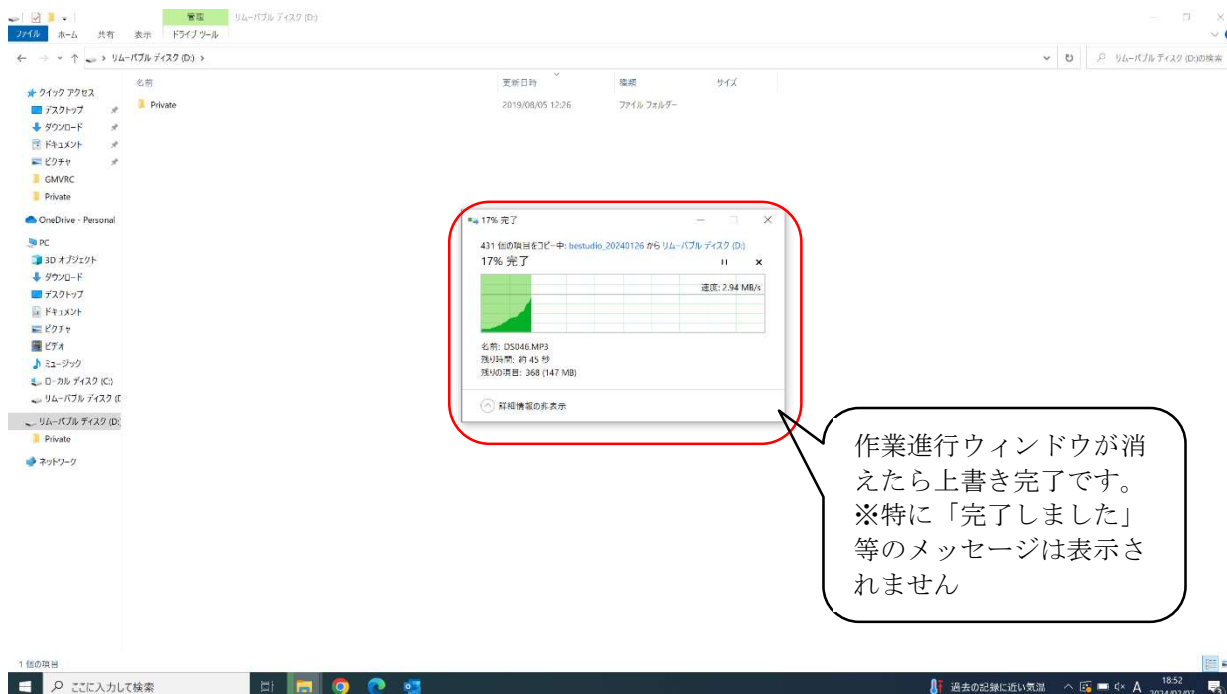 管理
リムーバブル ディスク (D:)
ファイル
ホーム
共有
表示
ドライブ ツール
リムーバブル ディスク (D:)
リムーバブル ディスク (D:)の検索
名前
更新日時
種類
サイズ
Private
2019/08/05 12:26
ファイル フォルダー
クイック アクセス
デスクトップ
ダウンロード
ドキュメント
ピクチャ
GMVRC
Private
OneDrive - Personal
PC
3D オブジェクト
ダウンロード
デスクトップ
ドキュメント
ピクチャ
ビデオ
ミュージック
ローカル ディスク (C:)
リムーバブル ディスク (D
リムーバブル ディスク (D:
Private
ネットワーク
17% 完了
431 個の項目をコピー中: bestudio_20240126 から リムーバブル ディスク (D:)
17% 完了
速度: 2.94 MB/s
名前: DS046.MP3
残り時間: 約 45 秒
残りの項目: 368 (147 MB)
詳細情報の非表示
作業進行ウィンドウが消
えたら上書き完了です。
※特に「完了しました」
等のメッセージは表示さ
れません
1 個の項目
ここに入力して検索
過去の記録に近い気温
A
18:52
2024/03/07